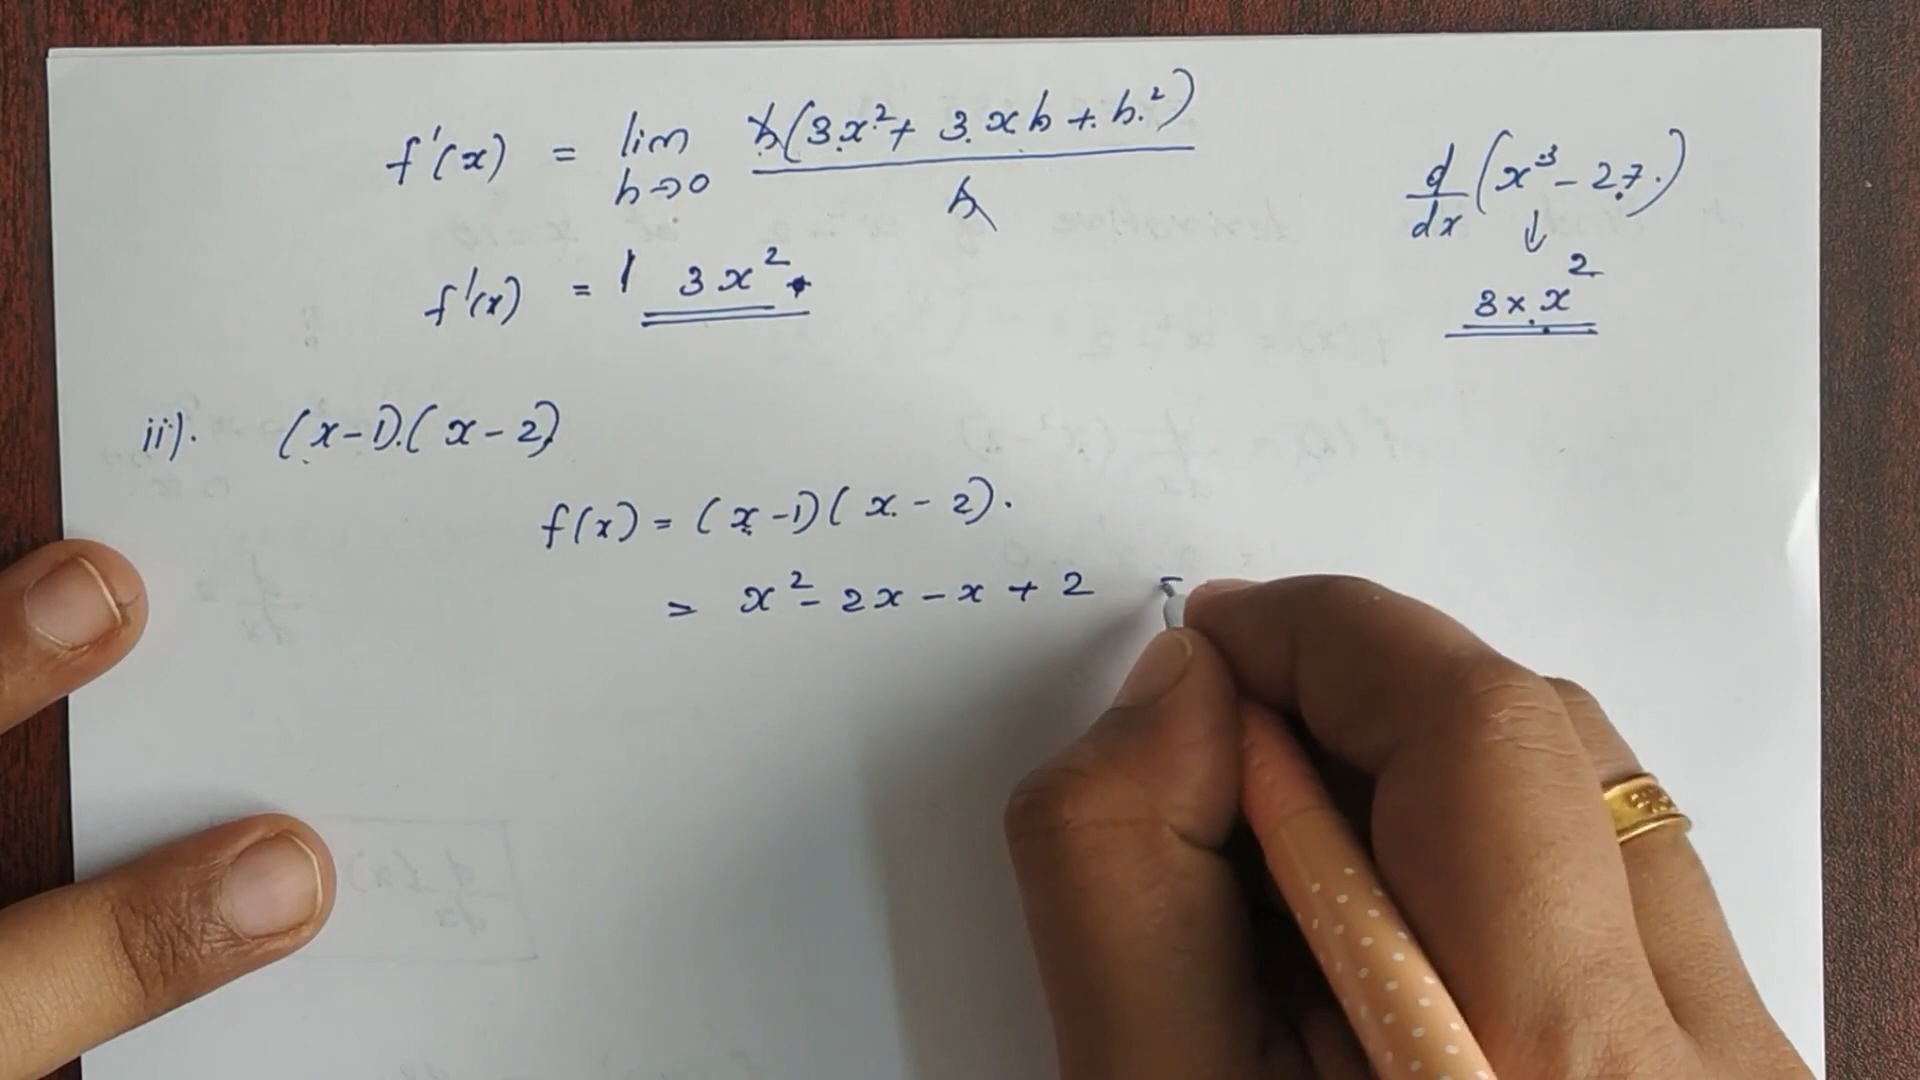 f'(x) = lim h→0 h(3x² + 3xh + h²) / h
d/dx (x³ - 27)
↓
f'(x) = 3x²
3 × x²
ii). (x-1)(x-2)
f(x) = (x-1)(x-2).
= x² - 2x - x + 2